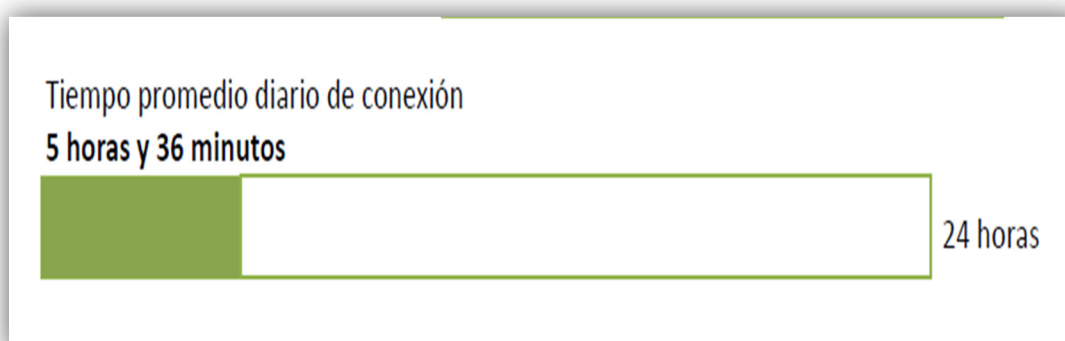 Tiempo promedio diario de conexión
5 horas y 36 minutos
24 horas